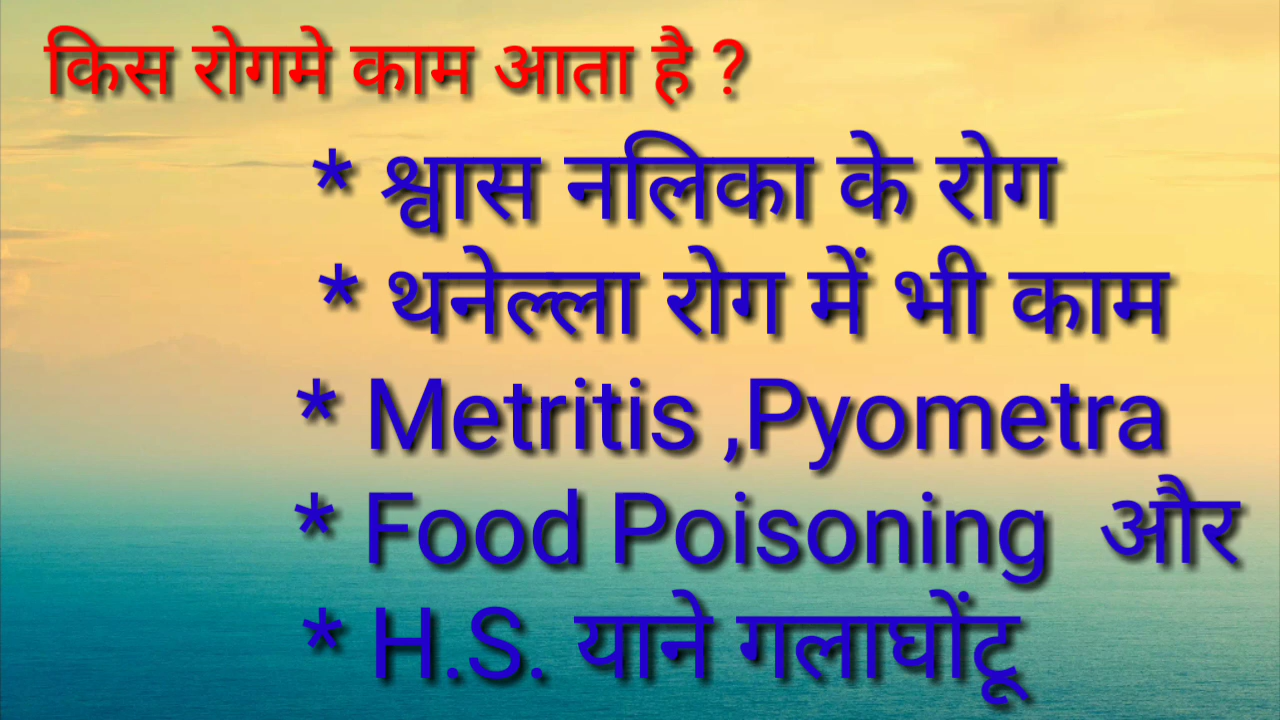 किस रोगमे काम आता है ?
* श्वास नलिका के रोग
* थनेल्ला रोग में भी काम
* Metritis ,Pyometra
* Food Poisoning और
* H.S. याने गलाघोंटू